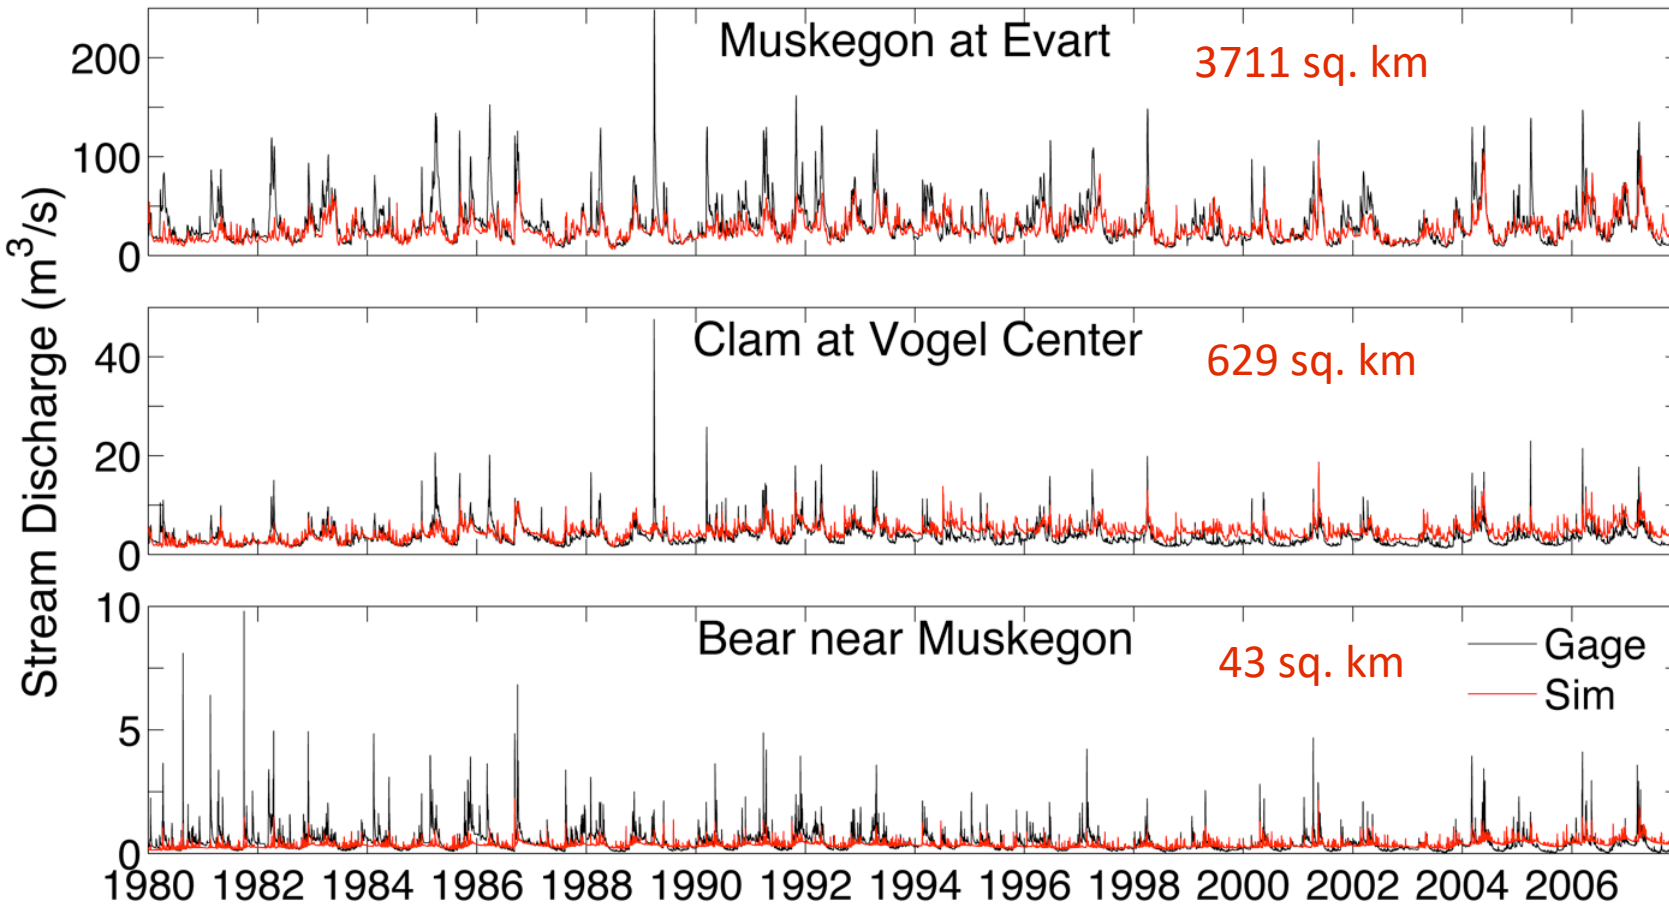 Stream Discharge (m³/s)
Muskegon at Evart
3711 sq. km
200
100
0
Clam at Vogel Center
629 sq. km
40
20
0
Bear near Muskegon
43 sq. km
Gage
Sim
10
5
0
1980 1982 1984 1986 1988 1990 1992 1994 1996 1998 2000 2002 2004 2006